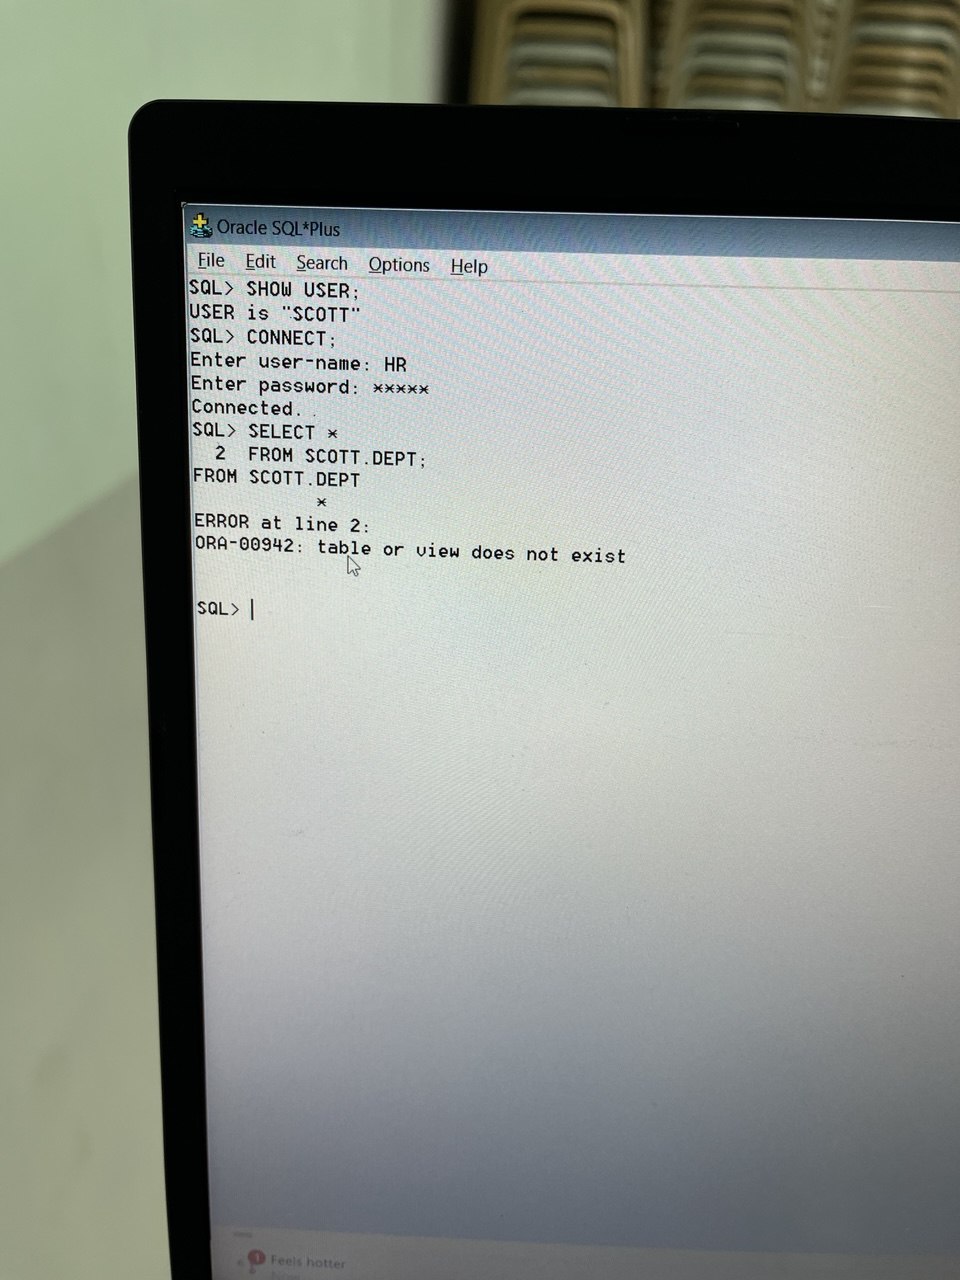 Oracle SQL*Plus
File Edit Search Options Help
SQL> SHOW USER;
USER is "SCOTT"
SQL> CONNECT;
Enter user-name: HR
Enter password: *****
Connected.
SQL> SELECT *
2 FROM SCOTT.DEPT;
FROM SCOTT.DEPT
*
ERROR at line 2:
ORA-00942: table or view does not exist
SQL>
1
Feels hotter